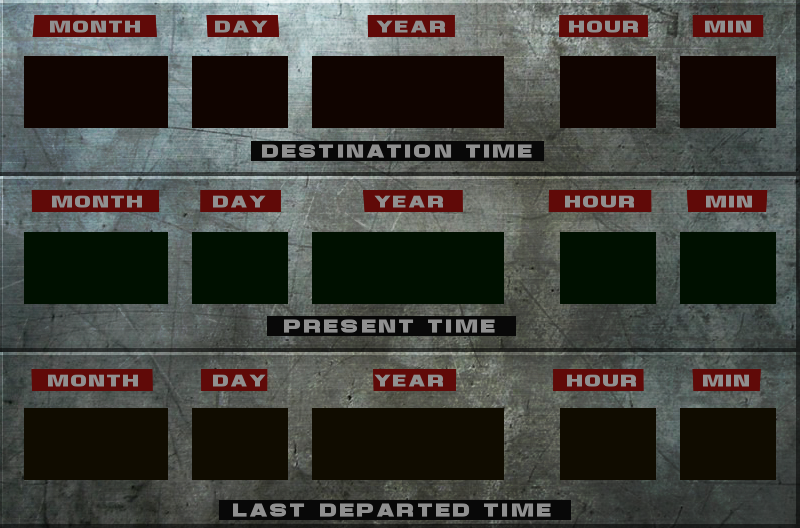 MONTH DAY YEAR HOUR MIN
DESTINATION TIME
MONTH DAY YEAR HOUR MIN
PRESENT TIME
MONTH DAY YEAR HOUR MIN
LAST DEPARTED TIME